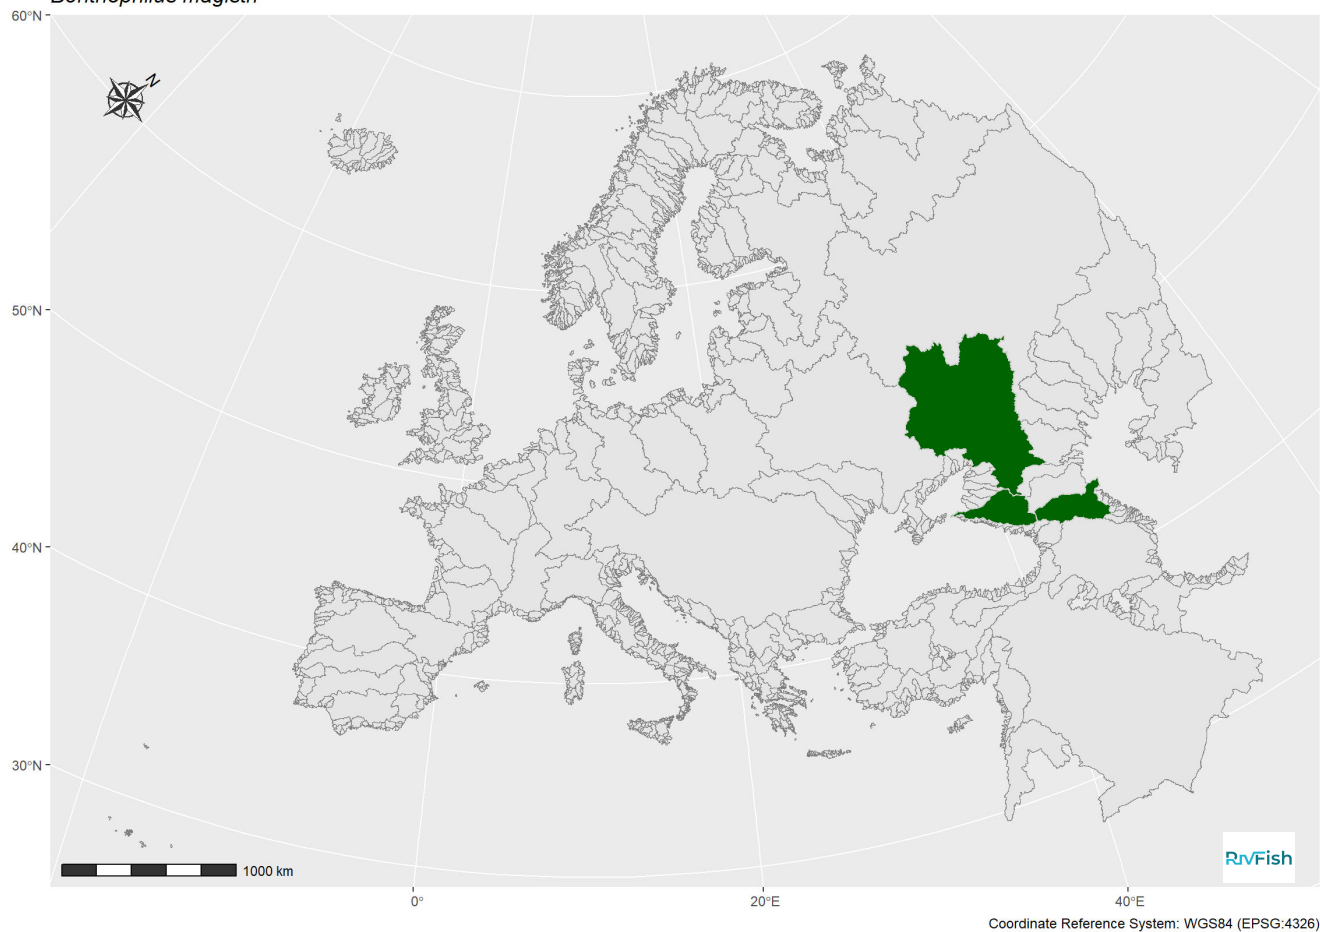 Benthophilus magistri
60°N
N
50°N
40°N
30°N
1000 km
RivFish
0°
20°E
40°E
Coordinate Reference System: WGS84 (EPSG:4326)